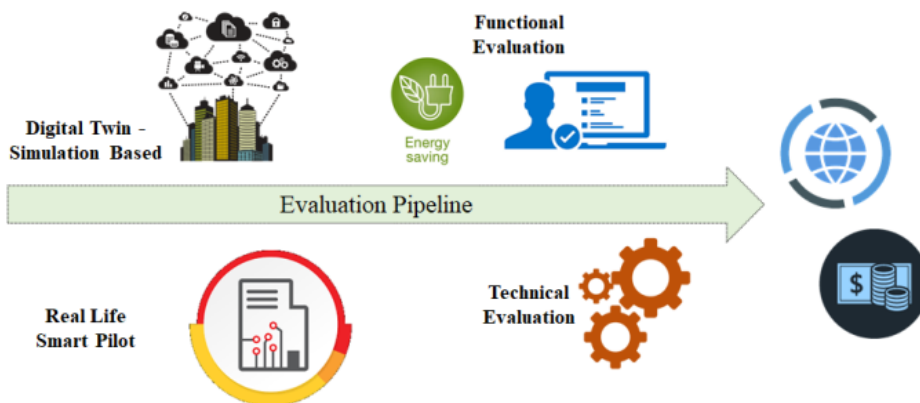 Functional
Evaluation
Digital Twin -
Simulation Based
Energy
saving
Evaluation Pipeline
Real Life
Smart Pilot
Technical
Evaluation
$